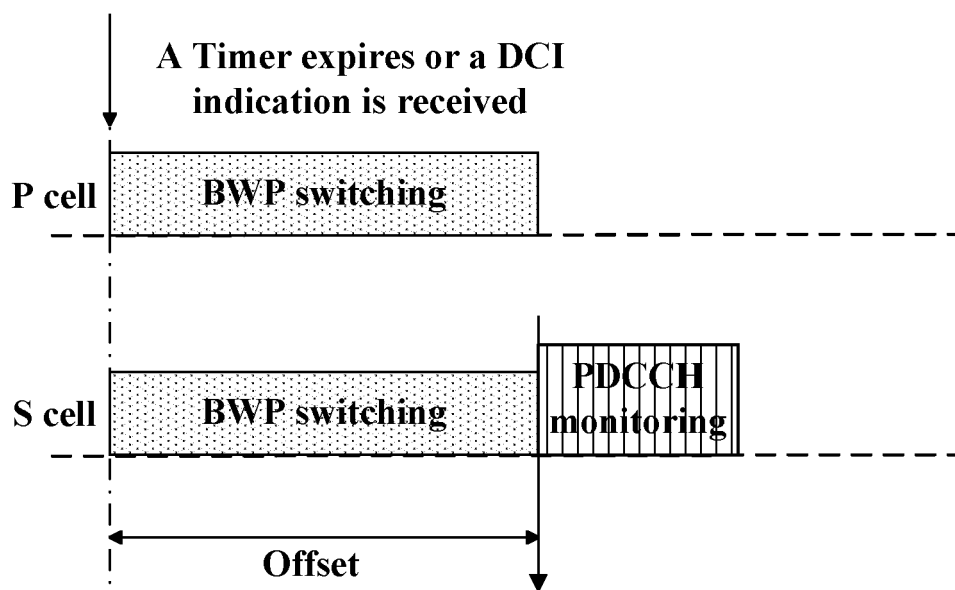 A Timer expires or a DCI
indication is received
P cell
BWP switching
S cell
BWP switching
PDCCH
monitoring
Offset